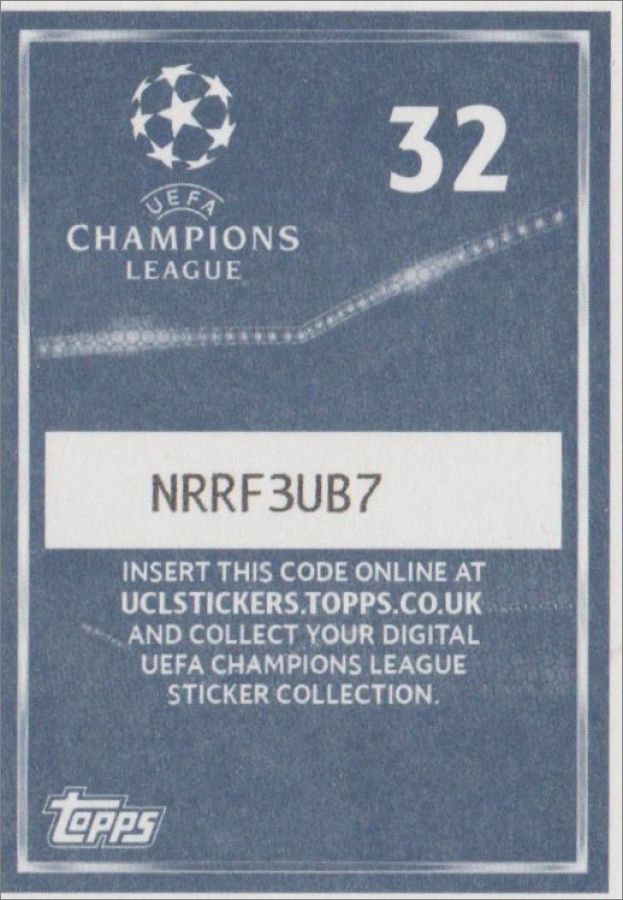 32
UEFA
CHAMPIONS
LEAGUE
NRRF3UB7
INSERT THIS CODE ONLINE AT
UCLSTICKERS.TOPPS.CO.UK
AND COLLECT YOUR DIGITAL
UEFA CHAMPIONS LEAGUE
STICKER COLLECTION.
TOPPS